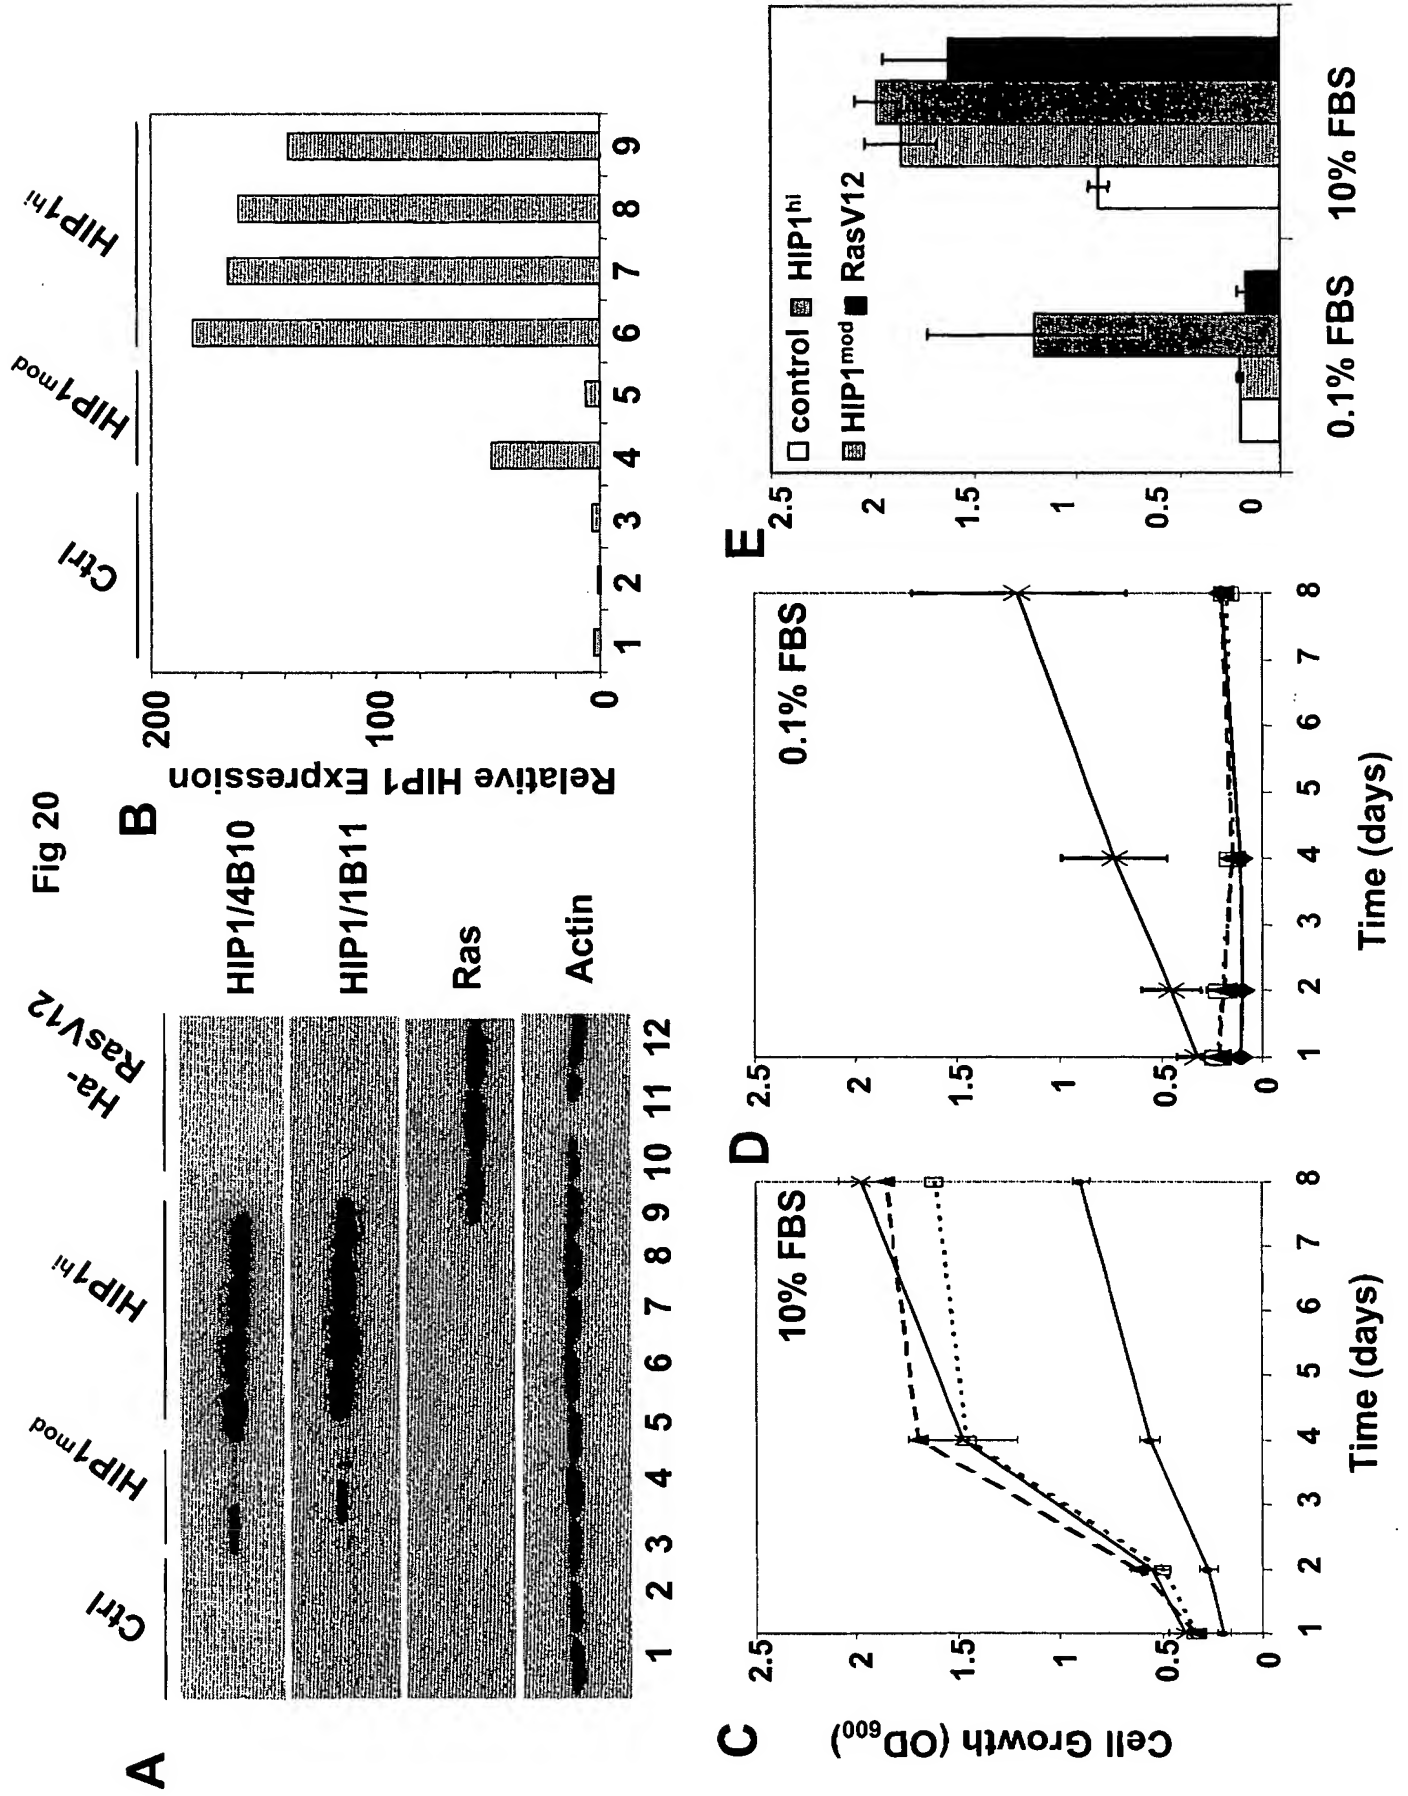 Fig 20
A
Ctrl HIP1mod HIP1hi Ha-RasV12
HIP1/4B10
HIP1/1B11
Ras
Actin
1 2 3 4 5 6 7 8 9 10 11 12
B
Ctrl HIP1mod HIP1hi
Relative HIP1 Expression
200
100
0
1 2 3 4 5 6 7 8 9
C
Cell Growth (OD600)
10% FBS
2.5
2
1.5
1
0.5
0
1 2 3 4 5 6 7 8
Time (days)
D
0.1% FBS
2.5
2
1.5
1
0.5
0
1 2 3 4 5 6 7 8
Time (days)
E
2.5
2
1.5
1
0.5
0
control HIP1hi
HIP1mod RasV12
0.1% FBS 10% FBS